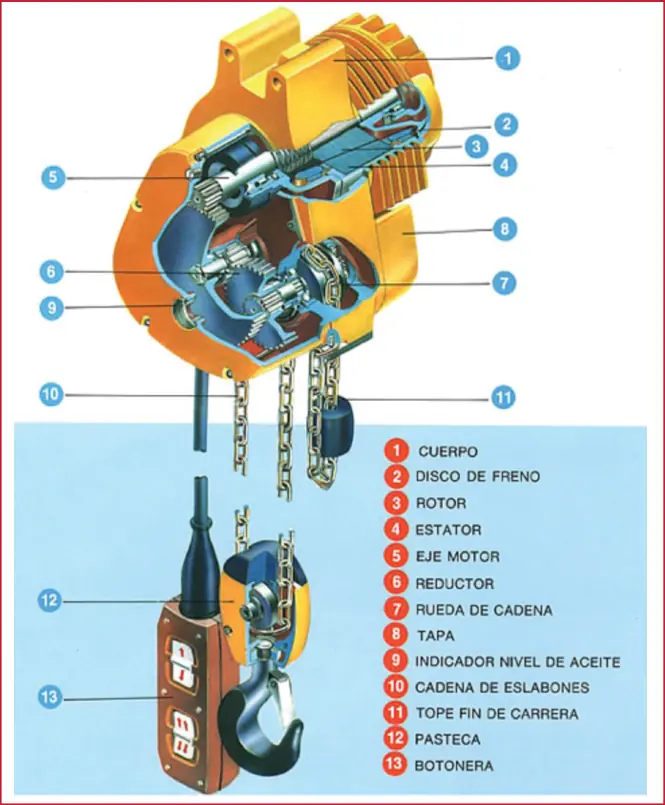 1
2
3
4
5
8
6
7
9
10
11
12
13
1 CUERPO
2 DISCO DE FRENO
3 ROTOR
4 ESTATOR
5 EJE MOTOR
6 REDUCTOR
7 RUEDA DE CADENA
8 TAPA
9 INDICADOR NIVEL DE ACEITE
10 CADENA DE ESLABONES
11 TOPE FIN DE CARRERA
12 PASTECA
13 BOTONERA